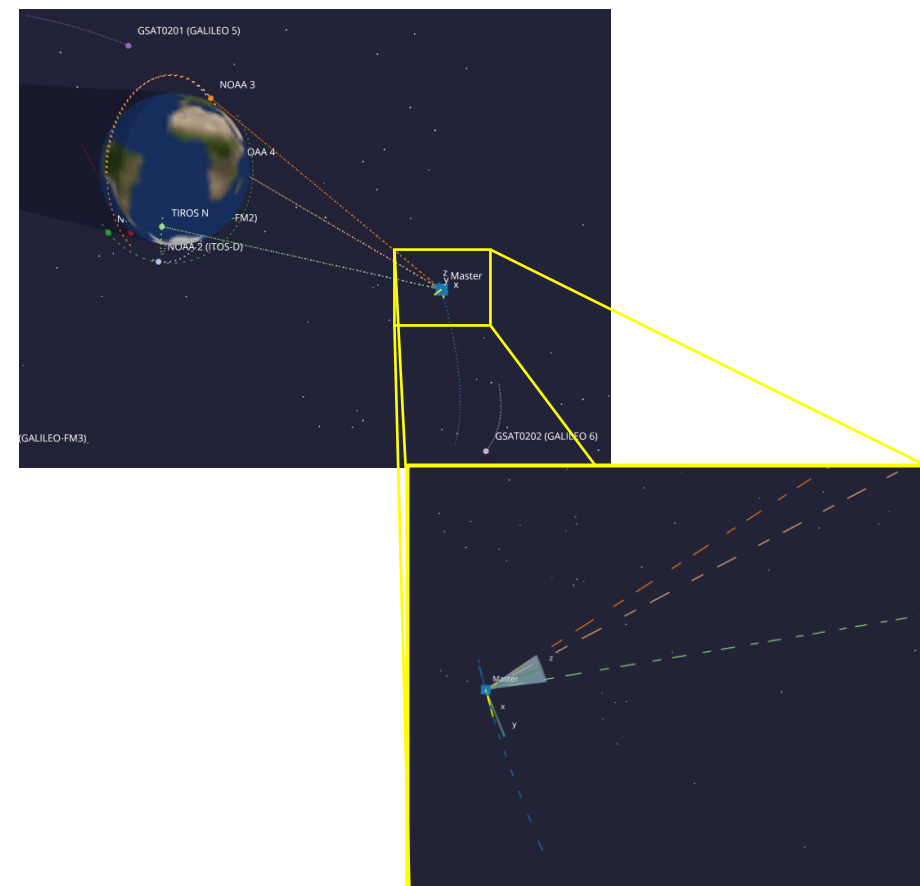 GSAT0201 (GALILEO 5)
NOAA 3
OAA 4
TIROS N
-FM2)
N
NOAA 2 (ITOS-D)
z
Master
y
x
(GALILEO-FM3)
GSAT0202 (GALILEO 6)
z
Master
x
y